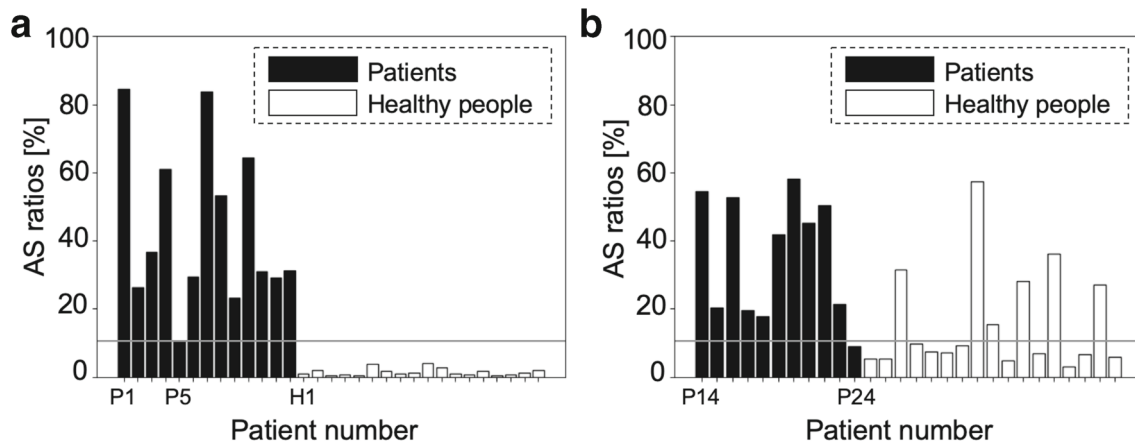 a
100
80
60
40
20
0
AS ratios [%]
Patients
Healthy people
P1 P5 H1
Patient number
b
100
80
60
40
20
0
AS ratios [%]
Patients
Healthy people
P14 P24
Patient number